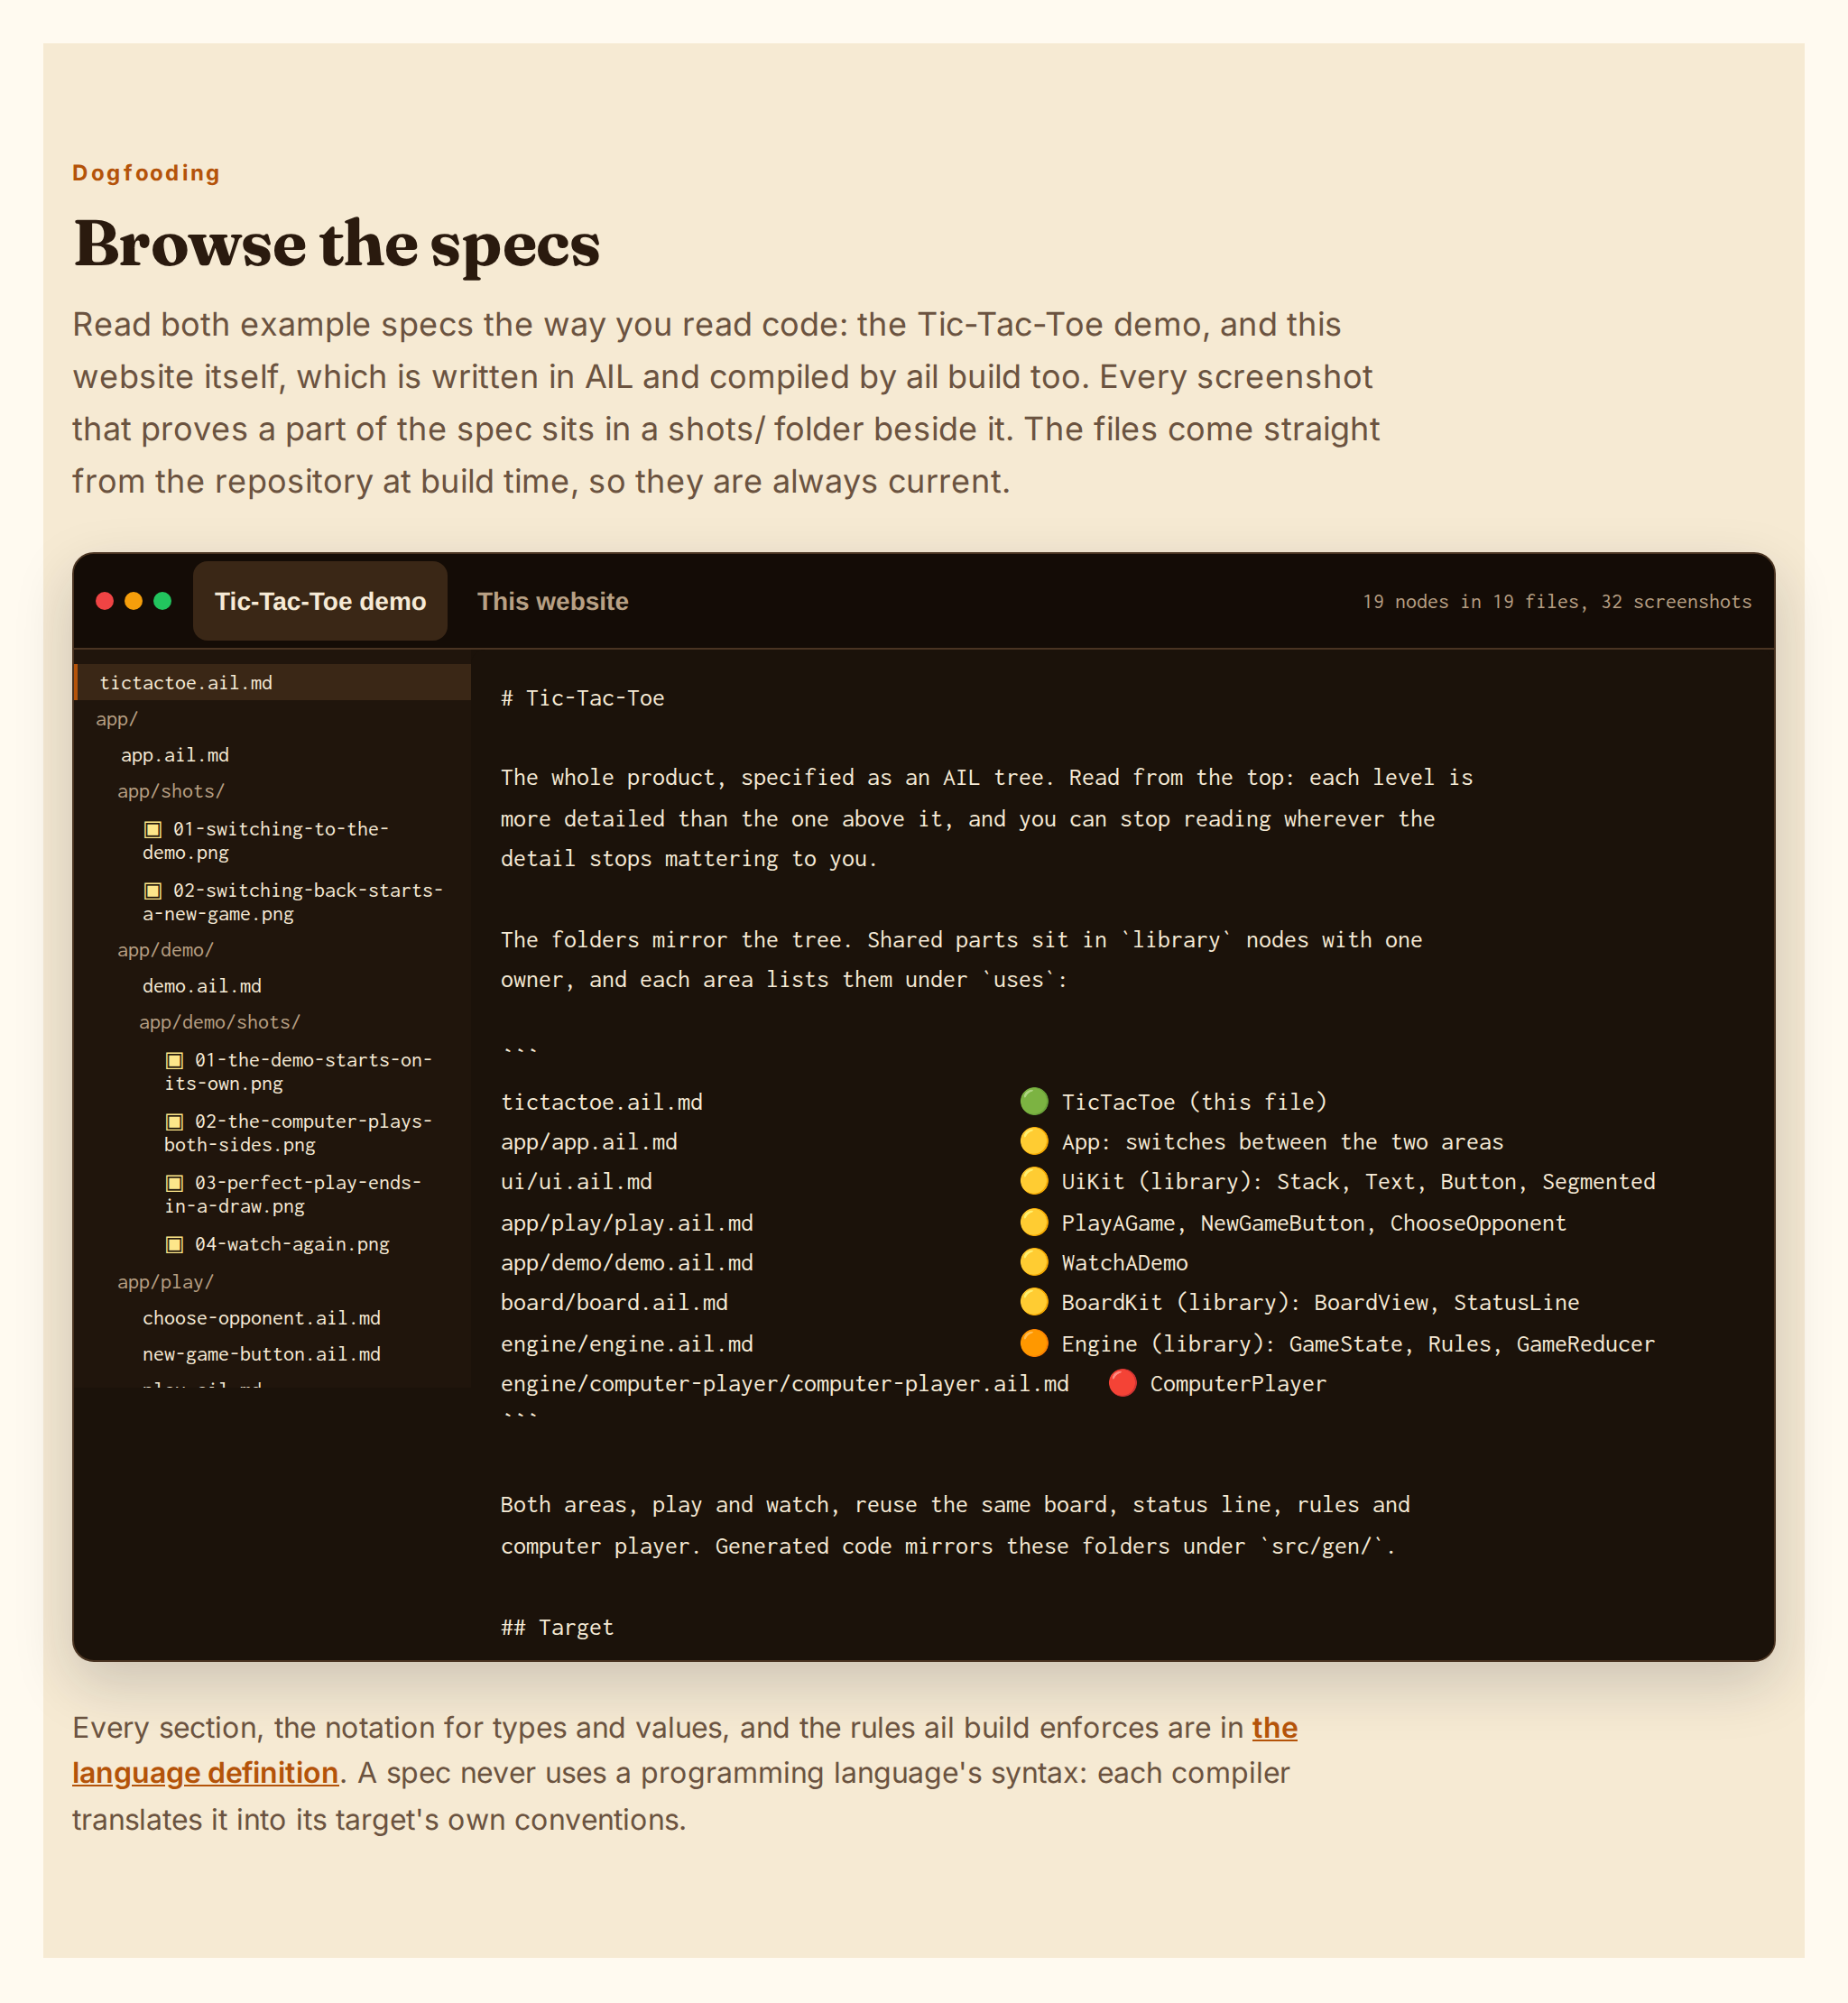 Dogfooding
Browse the specs
Read both example specs the way you read code: the Tic-Tac-Toe demo, and this
website itself, which is written in AIL and compiled by ail build too. Every screenshot
that proves a part of the spec sits in a shots/ folder beside it. The files come straight
from the repository at build time, so they are always current.
Tic-Tac-Toe demo
This website
19 nodes in 19 files, 32 screenshots
tictactoe.ail.md
app/
app.ail.md
app/shots/
▣ 01-switching-to-the-
demo.png
▣ 02-switching-back-starts-
a-new-game.png
app/demo/
demo.ail.md
app/demo/shots/
▣ 01-the-demo-starts-on-
its-own.png
▣ 02-the-computer-plays-
both-sides.png
▣ 03-perfect-play-ends-
in-a-draw.png
▣ 04-watch-again.png
app/play/
choose-opponent.ail.md
new-game-button.ail.md
# Tic-Tac-Toe
The whole product, specified as an AIL tree. Read from the top: each level is
more detailed than the one above it, and you can stop reading wherever the
detail stops mattering to you.
The folders mirror the tree. Shared parts sit in `library` nodes with one
owner, and each area lists them under `uses`:
```
tictactoe.ail.md 🟢 TicTacToe (this file)
app/app.ail.md 🟡 App: switches between the two areas
ui/ui.ail.md 🟡 UiKit (library): Stack, Text, Button, Segmented
app/play/play.ail.md 🟡 PlayAGame, NewGameButton, ChooseOpponent
app/demo/demo.ail.md 🟡 WatchADemo
board/board.ail.md 🟡 BoardKit (library): BoardView, StatusLine
engine/engine.ail.md 🟠 Engine (library): GameState, Rules, GameReducer
engine/computer-player/computer-player.ail.md 🔴 ComputerPlayer
```
Both areas, play and watch, reuse the same board, status line, rules and
computer player. Generated code mirrors these folders under `src/gen/`.
## Target
Every section, the notation for types and values, and the rules ail build enforces are in the
language definition. A spec never uses a programming language's syntax: each compiler
translates it into its target's own conventions.